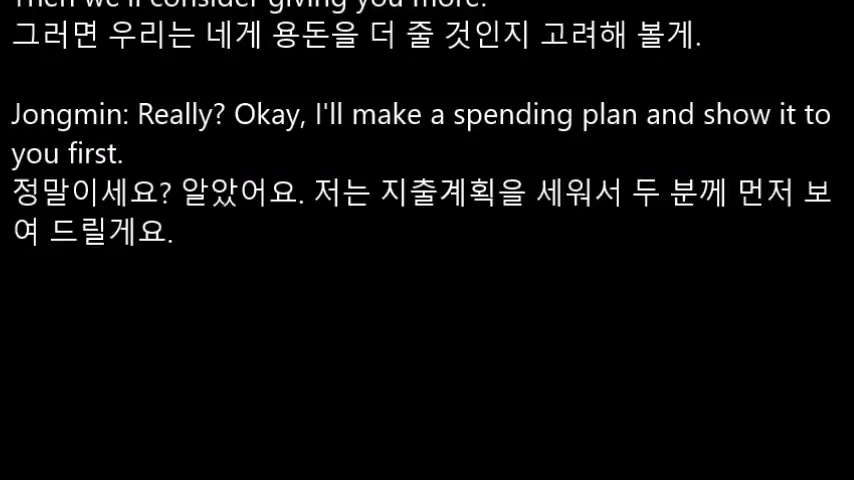 Then we'll consider giving you more.
그러면 우리는 네게 용돈을 더 줄 것인지 고려해 볼게.
Jongmin: Really? Okay, I'll make a spending plan and show it to
you first.
정말이세요? 알았어요. 저는 지출계획을 세워서 두 분께 먼저 보
여 드릴게요.